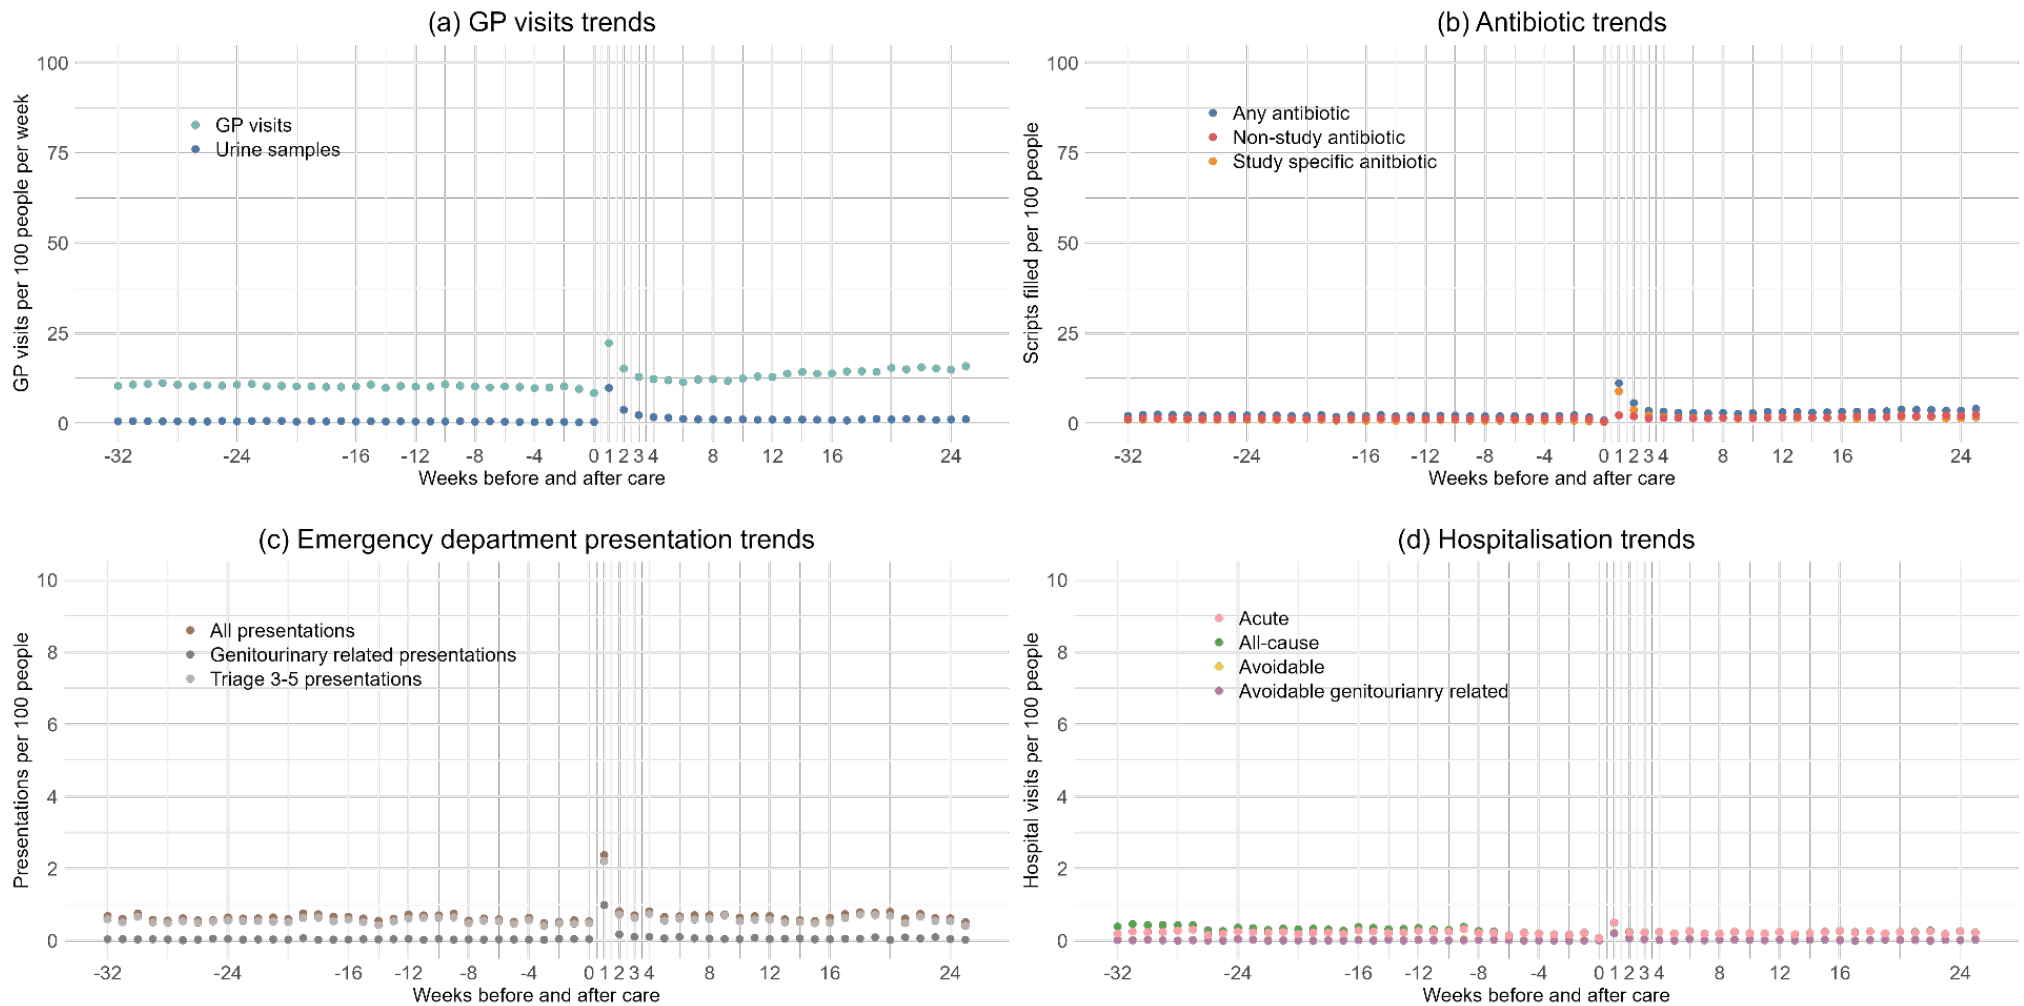 (a) GP visits trends
GP visits per 100 people per week
100
75
50
25
0
GP visits
Urine samples
-32 -24 -16 -12 -8 -4 0 1 2 3 4 8 12 16 24
Weeks before and after care
(b) Antibiotic trends
Scripts filled per 100 people
100
75
50
25
0
Any antibiotic
Non-study antibiotic
Study specific anitbiotic
-32 -24 -16 -12 -8 -4 0 1 2 3 4 8 12 16 24
Weeks before and after care
(c) Emergency department presentation trends
Presentations per 100 people
10
8
6
4
2
0
All presentations
Genitourinary related presentations
Triage 3-5 presentations
-32 -24 -16 -12 -8 -4 0 1 2 3 4 8 12 16 24
Weeks before and after care
(d) Hospitalisation trends
Hospital visits per 100 people
10
8
6
4
2
0
Acute
All-cause
Avoidable
Avoidable genitourianry related
-32 -24 -16 -12 -8 -4 0 1 2 3 4 8 12 16 24
Weeks before and after care